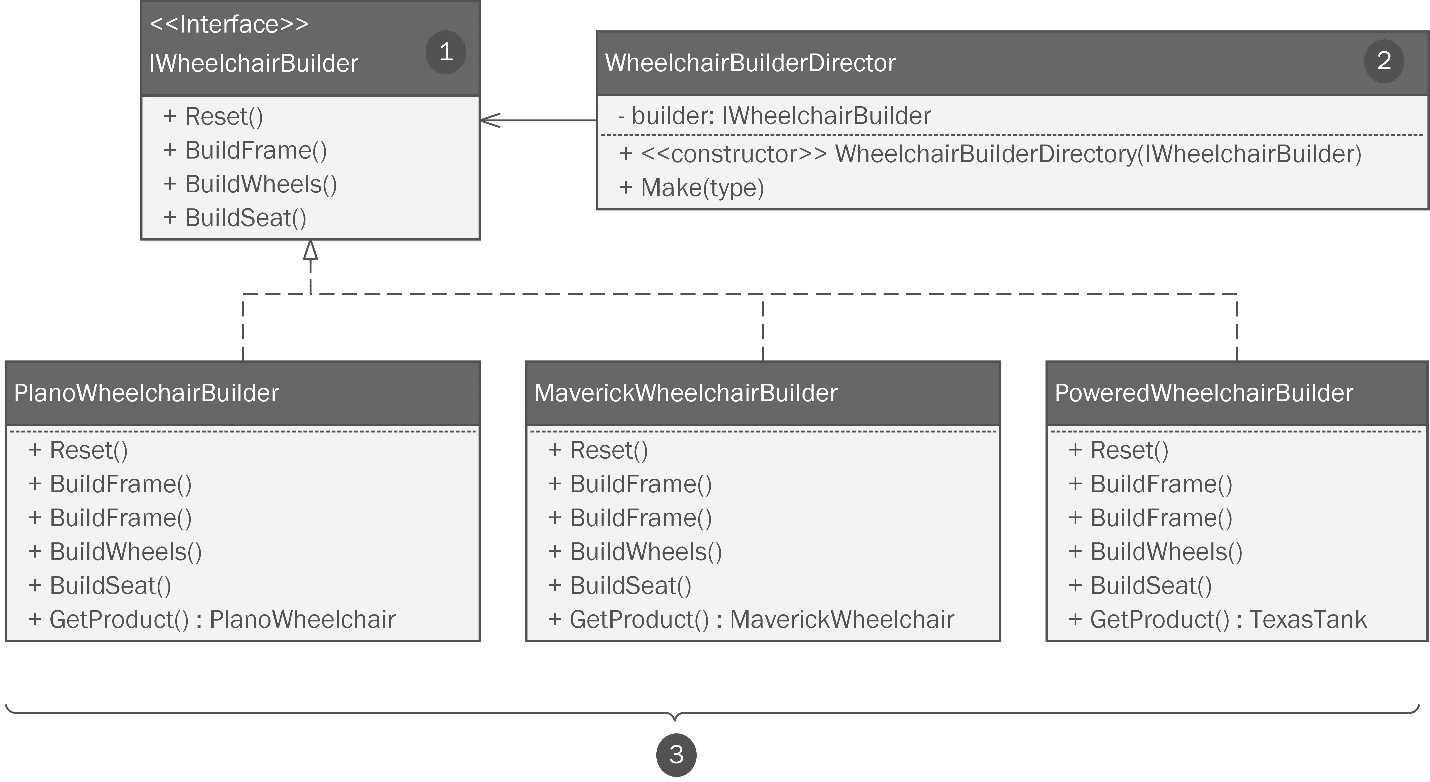 <<Interface>>
IWheelchairBuilder
1
+ Reset()
+ BuildFrame()
+ BuildWheels()
+ BuildSeat()
WheelchairBuilderDirector
2
- builder: IWheelchairBuilder
+ <<constructor>> WheelchairBuilderDirectory(IWheelchairBuilder)
+ Make(type)
PlanoWheelchairBuilder
+ Reset()
+ BuildFrame()
+ BuildFrame()
+ BuildWheels()
+ BuildSeat()
+ GetProduct() : PlanoWheelchair
MaverickWheelchairBuilder
+ Reset()
+ BuildFrame()
+ BuildFrame()
+ BuildWheels()
+ BuildSeat()
+ GetProduct() : MaverickWheelchair
PoweredWheelchairBuilder
+ Reset()
+ BuildFrame()
+ BuildFrame()
+ BuildWheels()
+ BuildSeat()
+ GetProduct() : TexasTank
3